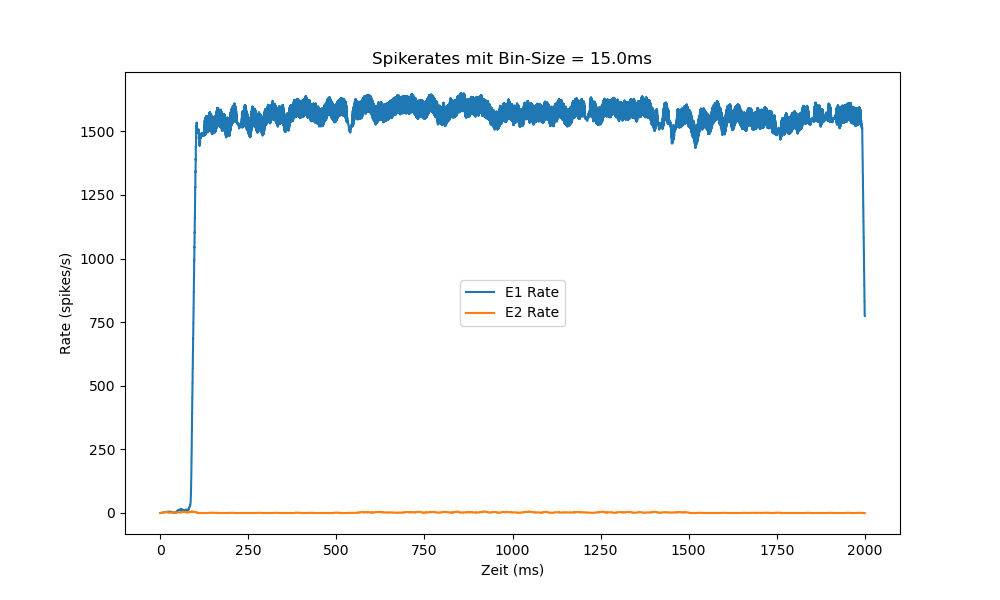 Spikerates mit Bin-Size = 15.0ms
Rate (spikes/s)
1500
1250
1000
750
500
250
0
E1 Rate
E2 Rate
0 250 500 750 1000 1250 1500 1750 2000
Zeit (ms)